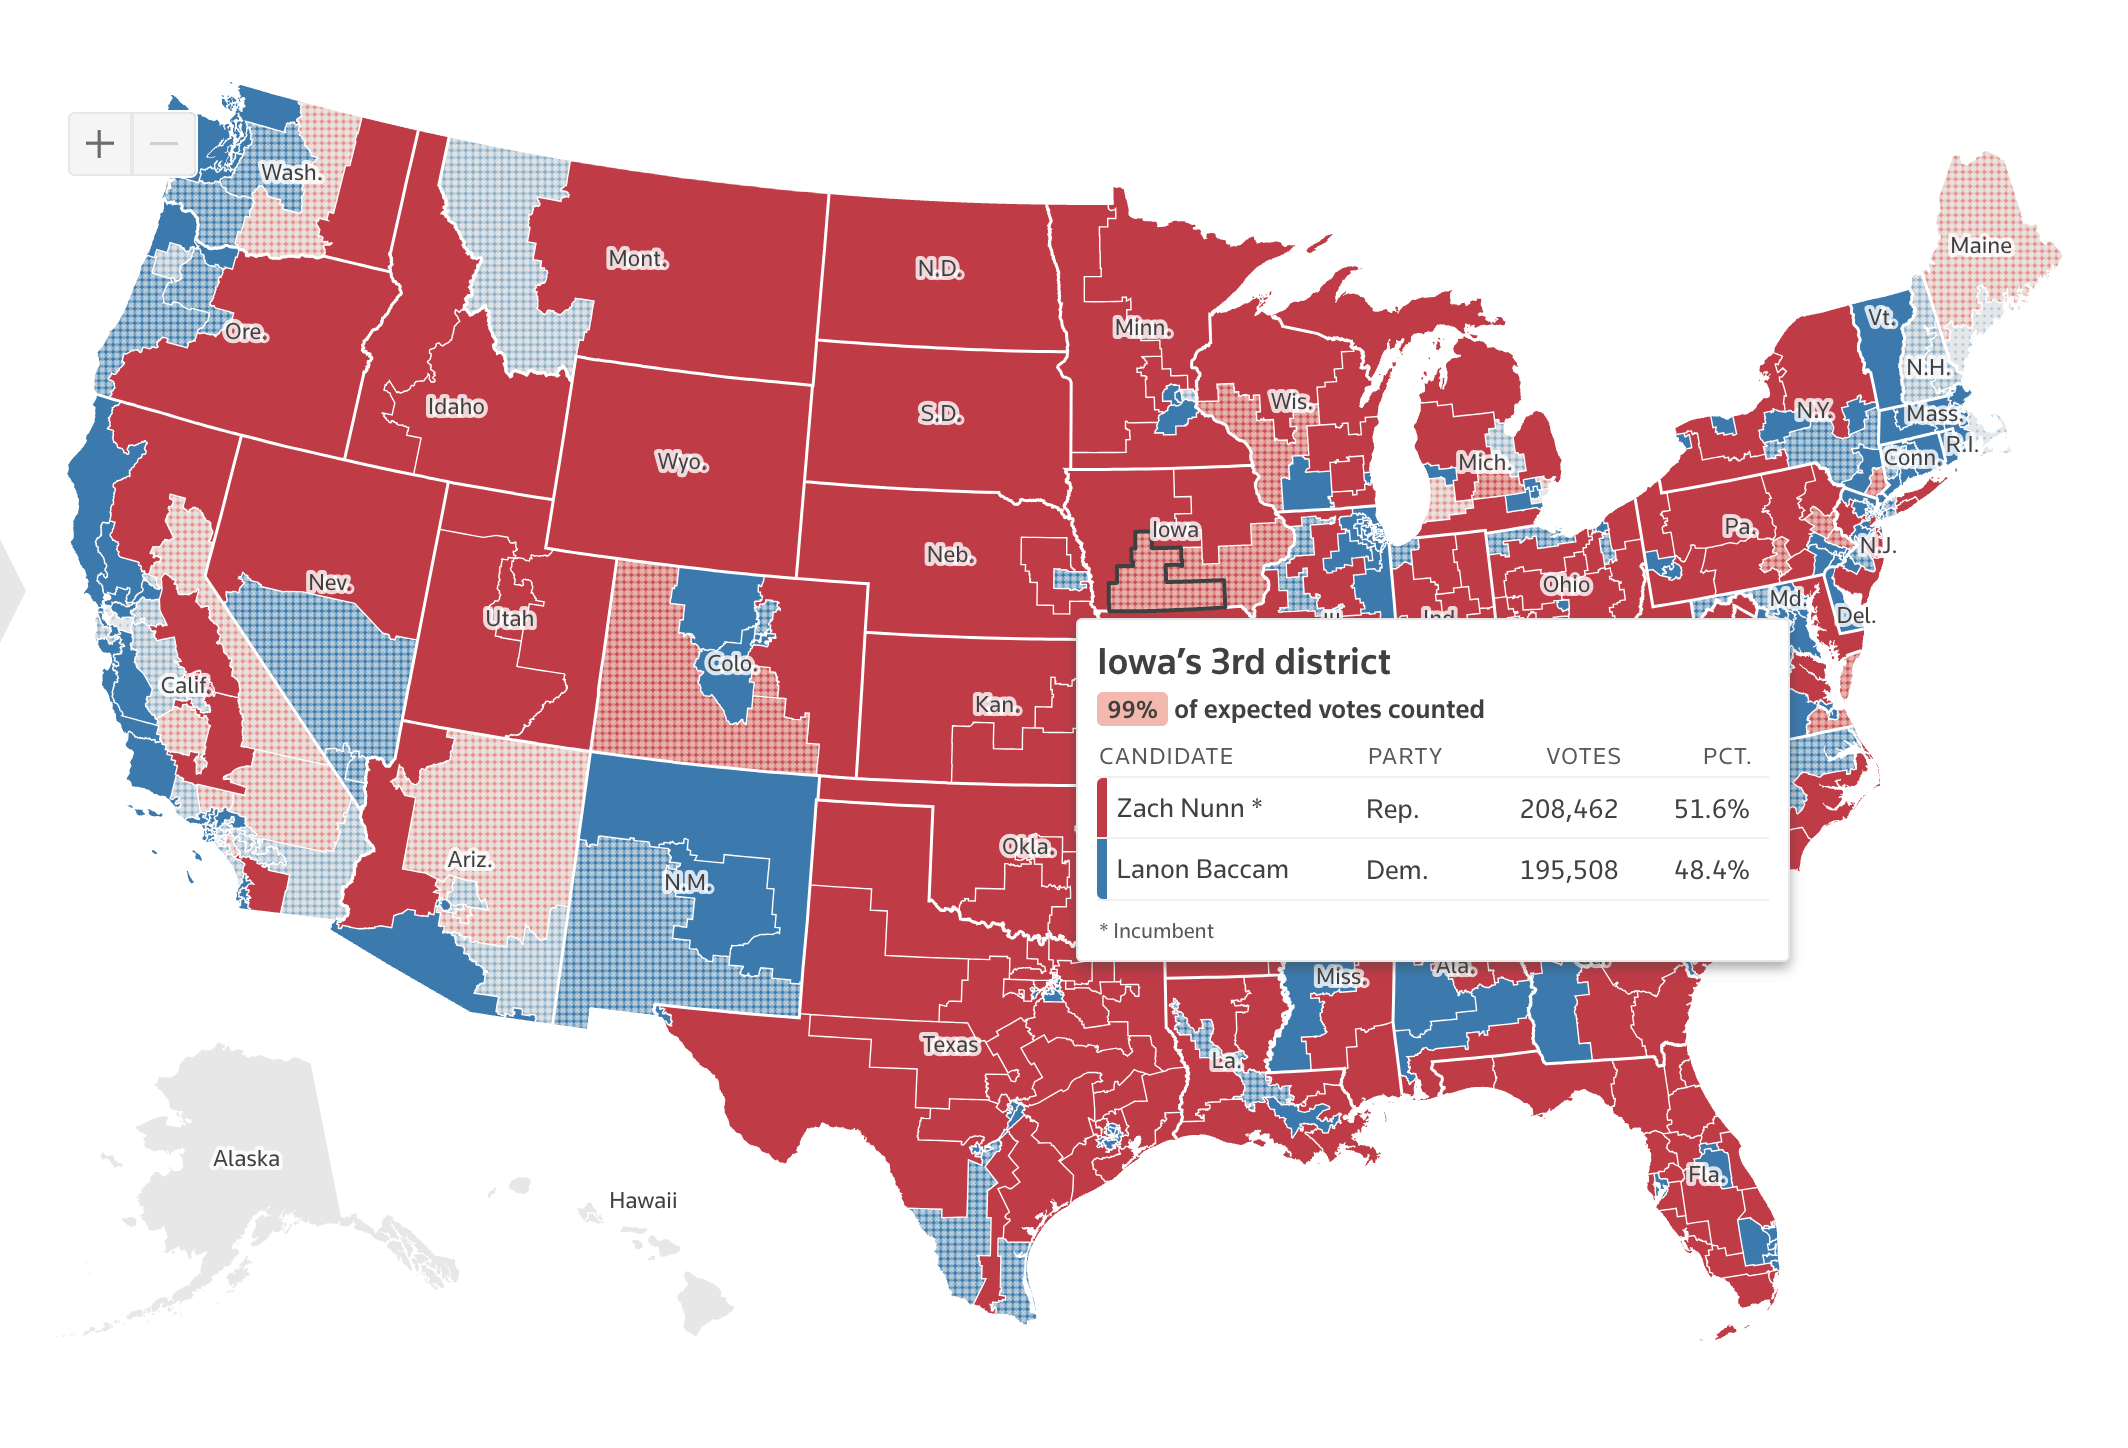 + −
Wash.
Maine
Mont.
N.D.
Vt.
Ore.
Minn.
N.H.
Idaho
S.D.
Wis.
N.Y.
Mass.
R.I.
Wyo.
Mich.
Conn.
Iowa
Pa.
N.J.
Neb.
Nev.
Ohio
Md.
Utah
Del.
Ind.
Colo.
Calif.
Kan.
Iowa's 3rd district
99% of expected votes counted
CANDIDATE PARTY VOTES PCT.
Zach Nunn * Rep. 208,462 51.6%
Lanon Baccam Dem. 195,508 48.4%
* Incumbent
Okla.
Ariz.
N.M.
Miss.
Ala.
Texas
La.
Alaska
Fla.
Hawaii